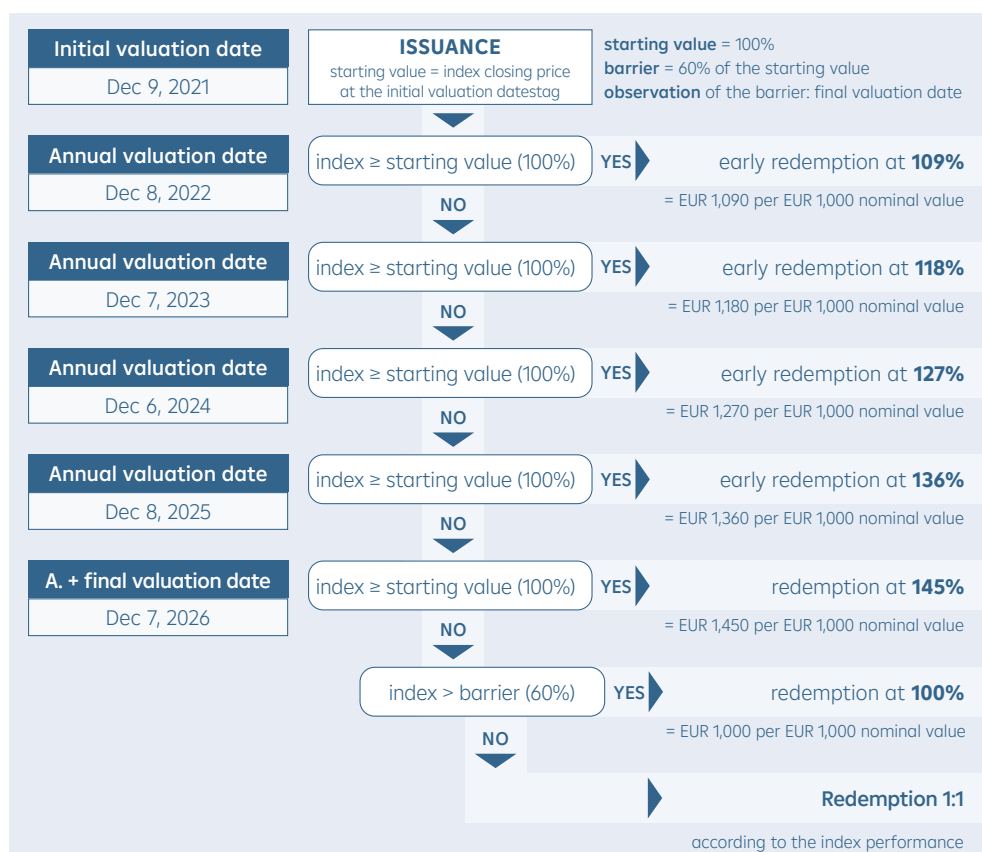 Initial valuation date
Dec 9, 2021
ISSUANCE
starting value = index closing price
at the initial valuation datestag
starting value = 100%
barrier = 60% of the starting value
observation of the barrier: final valuation date
Annual valuation date
Dec 8, 2022
index ≥ starting value (100%)
YES
early redemption at 109%
= EUR 1,090 per EUR 1,000 nominal value
NO
Annual valuation date
Dec 7, 2023
index ≥ starting value (100%)
YES
early redemption at 118%
= EUR 1,180 per EUR 1,000 nominal value
NO
Annual valuation date
Dec 6, 2024
index ≥ starting value (100%)
YES
early redemption at 127%
= EUR 1,270 per EUR 1,000 nominal value
NO
Annual valuation date
Dec 8, 2025
index ≥ starting value (100%)
YES
early redemption at 136%
= EUR 1,360 per EUR 1,000 nominal value
NO
A. + final valuation date
Dec 7, 2026
index ≥ starting value (100%)
YES
redemption at 145%
= EUR 1,450 per EUR 1,000 nominal value
NO
index > barrier (60%)
YES
redemption at 100%
= EUR 1,000 per EUR 1,000 nominal value
NO
Redemption 1:1
according to the index performance